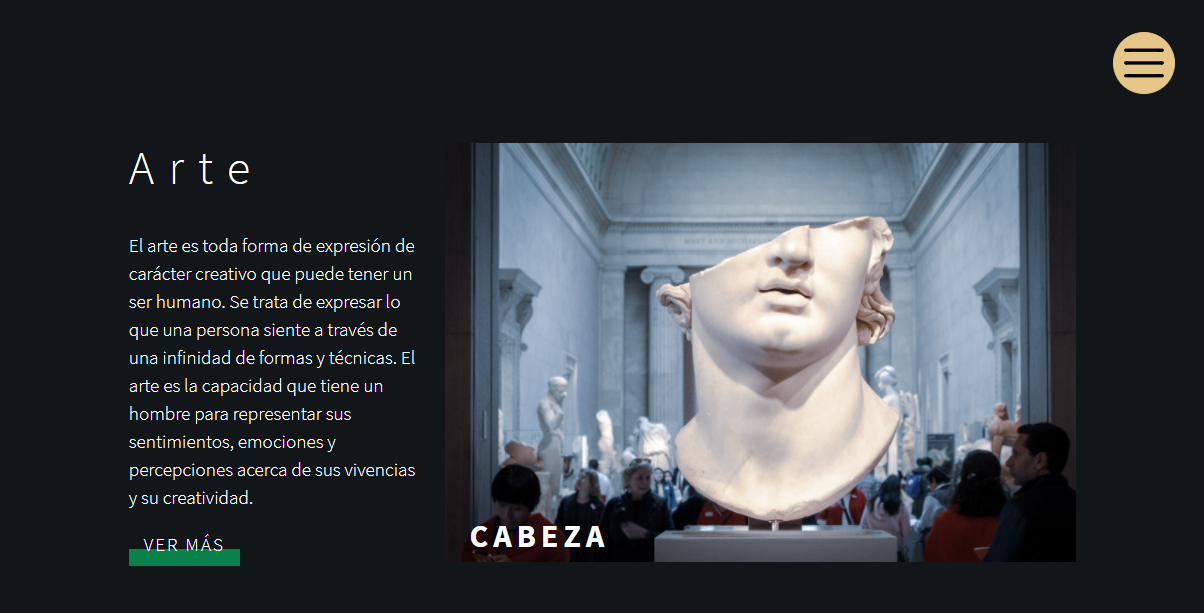 Arte
El arte es toda forma de expresión de
carácter creativo que puede tener un
ser humano. Se trata de expresar lo
que una persona siente a través de
una infinidad de formas y técnicas. El
arte es la capacidad que tiene un
hombre para representar sus
sentimientos, emociones y
percepciones acerca de sus vivencias
y su creatividad.
VER MÁS
CABEZA